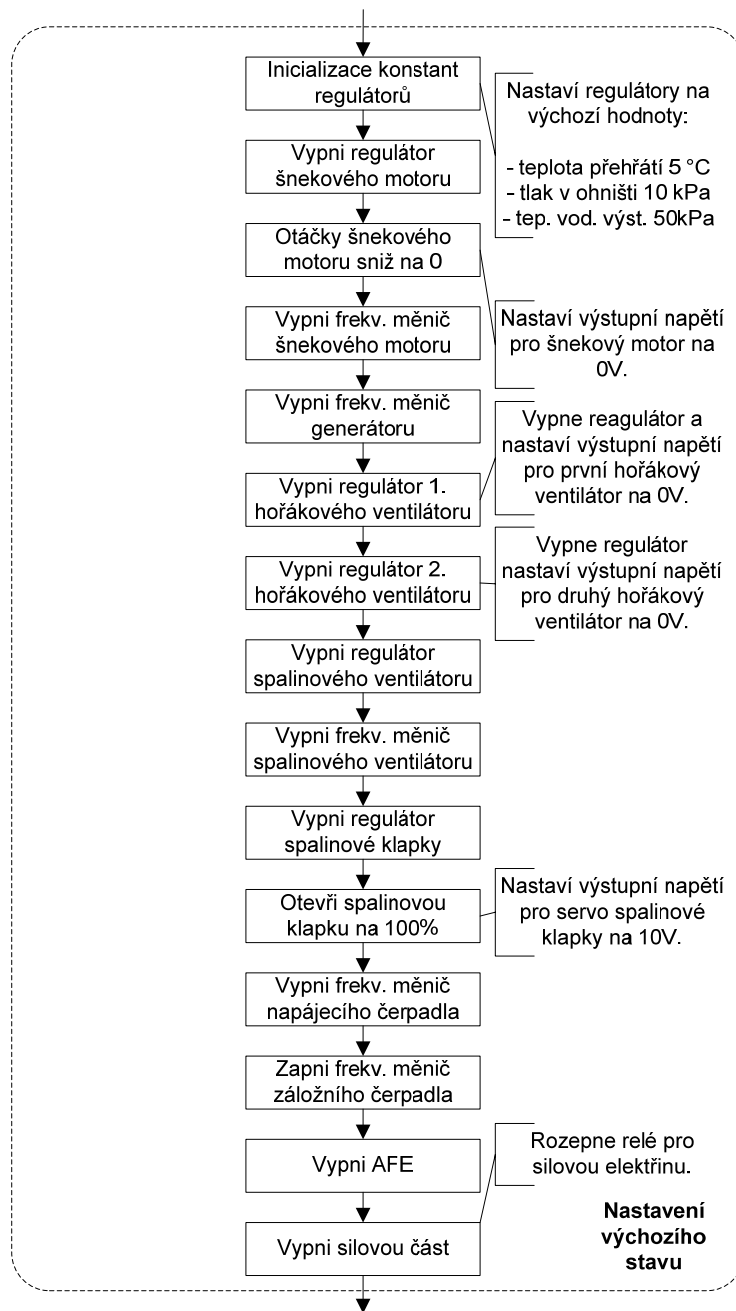 Inicializace konstant
regulátorů
Nastaví regulátory na
výchozí hodnoty:
- teplota přehřátí 5 °C
- tlak v ohništi 10 kPa
- tep. vod. výst. 50kPa
Vypni regulátor
šnekového motoru
Otáčky šnekového
motoru sniž na 0
Nastaví výstupní napětí
pro šnekový motor na
0V.
Vypni frekv. měnič
šnekového motoru
Vypni frekv. měnič
generátoru
Vypni regulátor 1.
hořákového ventilátoru
Vypne reagulátor a
nastaví výstupní napětí
pro první hořákový
ventilátor na 0V.
Vypni regulátor 2.
hořákového ventilátoru
Vypne regulátor
nastaví výstupní napětí
pro druhý hořákový
ventilátor na 0V.
Vypni regulátor
spalinového ventilátoru
Vypni frekv. měnič
spalinového ventilátoru
Vypni regulátor
spalinové klapky
Otevři spalinovou
klapku na 100%
Nastaví výstupní napětí
pro servo spalinové
klapky na 10V.
Vypni frekv. měnič
napájecího čerpadla
Zapni frekv. měnič
záložního čerpadla
Vypni AFE
Vypni silovou část
Rozepne relé pro
silovou elektřinu.
Nastavení
výchozího
stavu